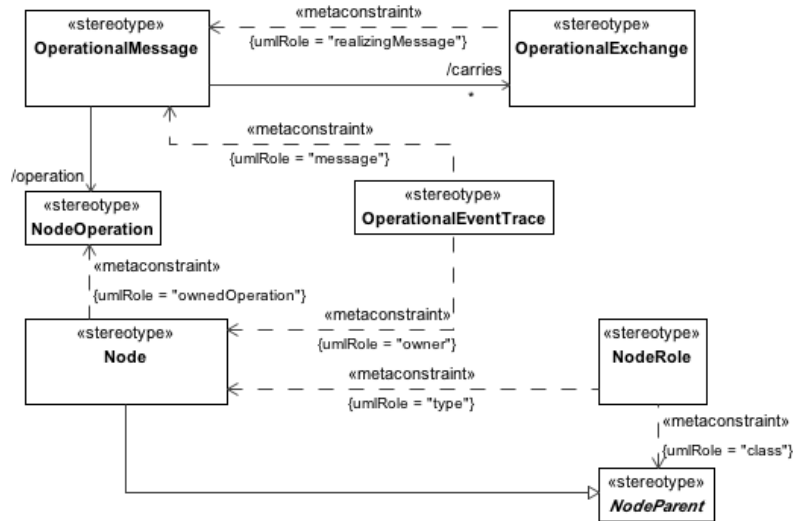 «metaconstraint»
«stereotype»
OperationalMessage
«stereotype»
OperationalExchange
{umlRole = "realizingMessage"}
/carries
*
«metaconstraint»
{umlRole = "message"}
/operation
«stereotype»
NodeOperation
«stereotype»
OperationalEventTrace
«metaconstraint»
{umlRole = "ownedOperation"}
«metaconstraint»
{umlRole = "owner"}
«stereotype»
Node
«stereotype»
NodeRole
«metaconstraint»
{umlRole = "type"}
«metaconstraint»
{umlRole = "class"}
«stereotype»
NodeParent